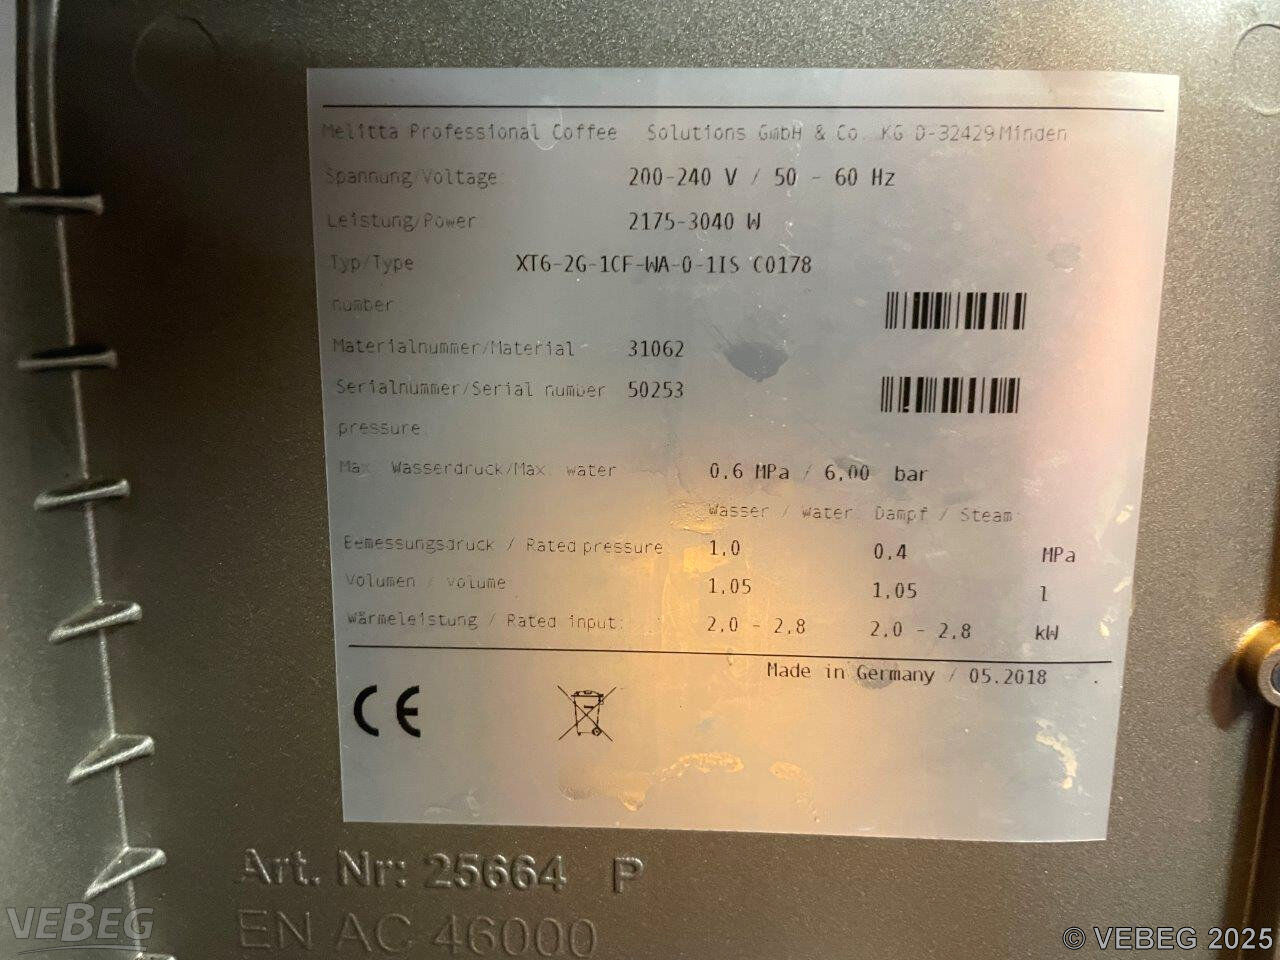 Melitta Professional Coffee Solutions GmbH & Co. KG D-32429 Minden
Spannung/Voltage: 200-240 V / 50 - 60 Hz
Leistung/Power 2175-3040 W
Typ/Type XT6-2G-1CF-WA-0-1IS C0178
number
Materialnummer/Material 31062
Serialnummer/Serial number 50253
pressure:
Max. Wasserdruck/Max. water 0,6 MPa / 6,00 bar
Wasser / water Dampf / Steam
Bemessungsdruck / Rated pressure 1,0 0,4 MPa
Volumen / volume 1,05 1,05 l
Wärmeleistung / Rated input: 2,0 - 2,8 2,0 - 2,8 kW
Made in Germany / 05.2018
CE
Art. Nr: 25664 P
EN AC 46000
VEBEG
© VEBEG 2025